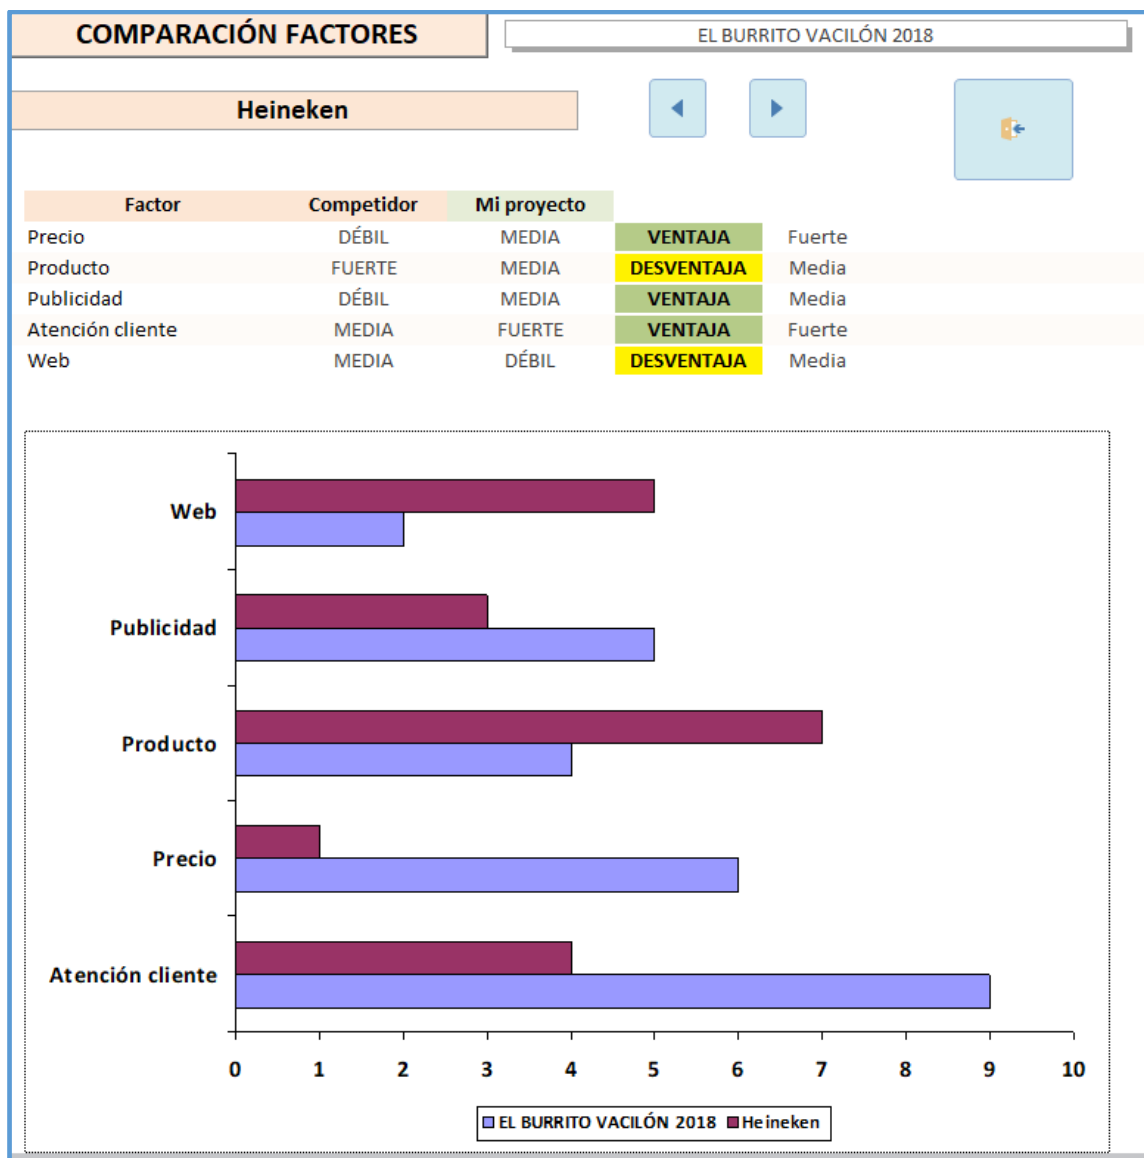 COMPARACIÓN FACTORES
EL BURRITO VACILÓN 2018
Heineken
Factor Competidor Mi proyecto
Precio DÉBIL MEDIA VENTAJA Fuerte
Producto FUERTE MEDIA DESVENTAJA Media
Publicidad DÉBIL MEDIA VENTAJA Media
Atención cliente MEDIA FUERTE VENTAJA Fuerte
Web MEDIA DÉBIL DESVENTAJA Media
Web
Publicidad
Producto
Precio
Atención cliente
0 1 2 3 4 5 6 7 8 9 10
EL BURRITO VACILÓN 2018 Heineken